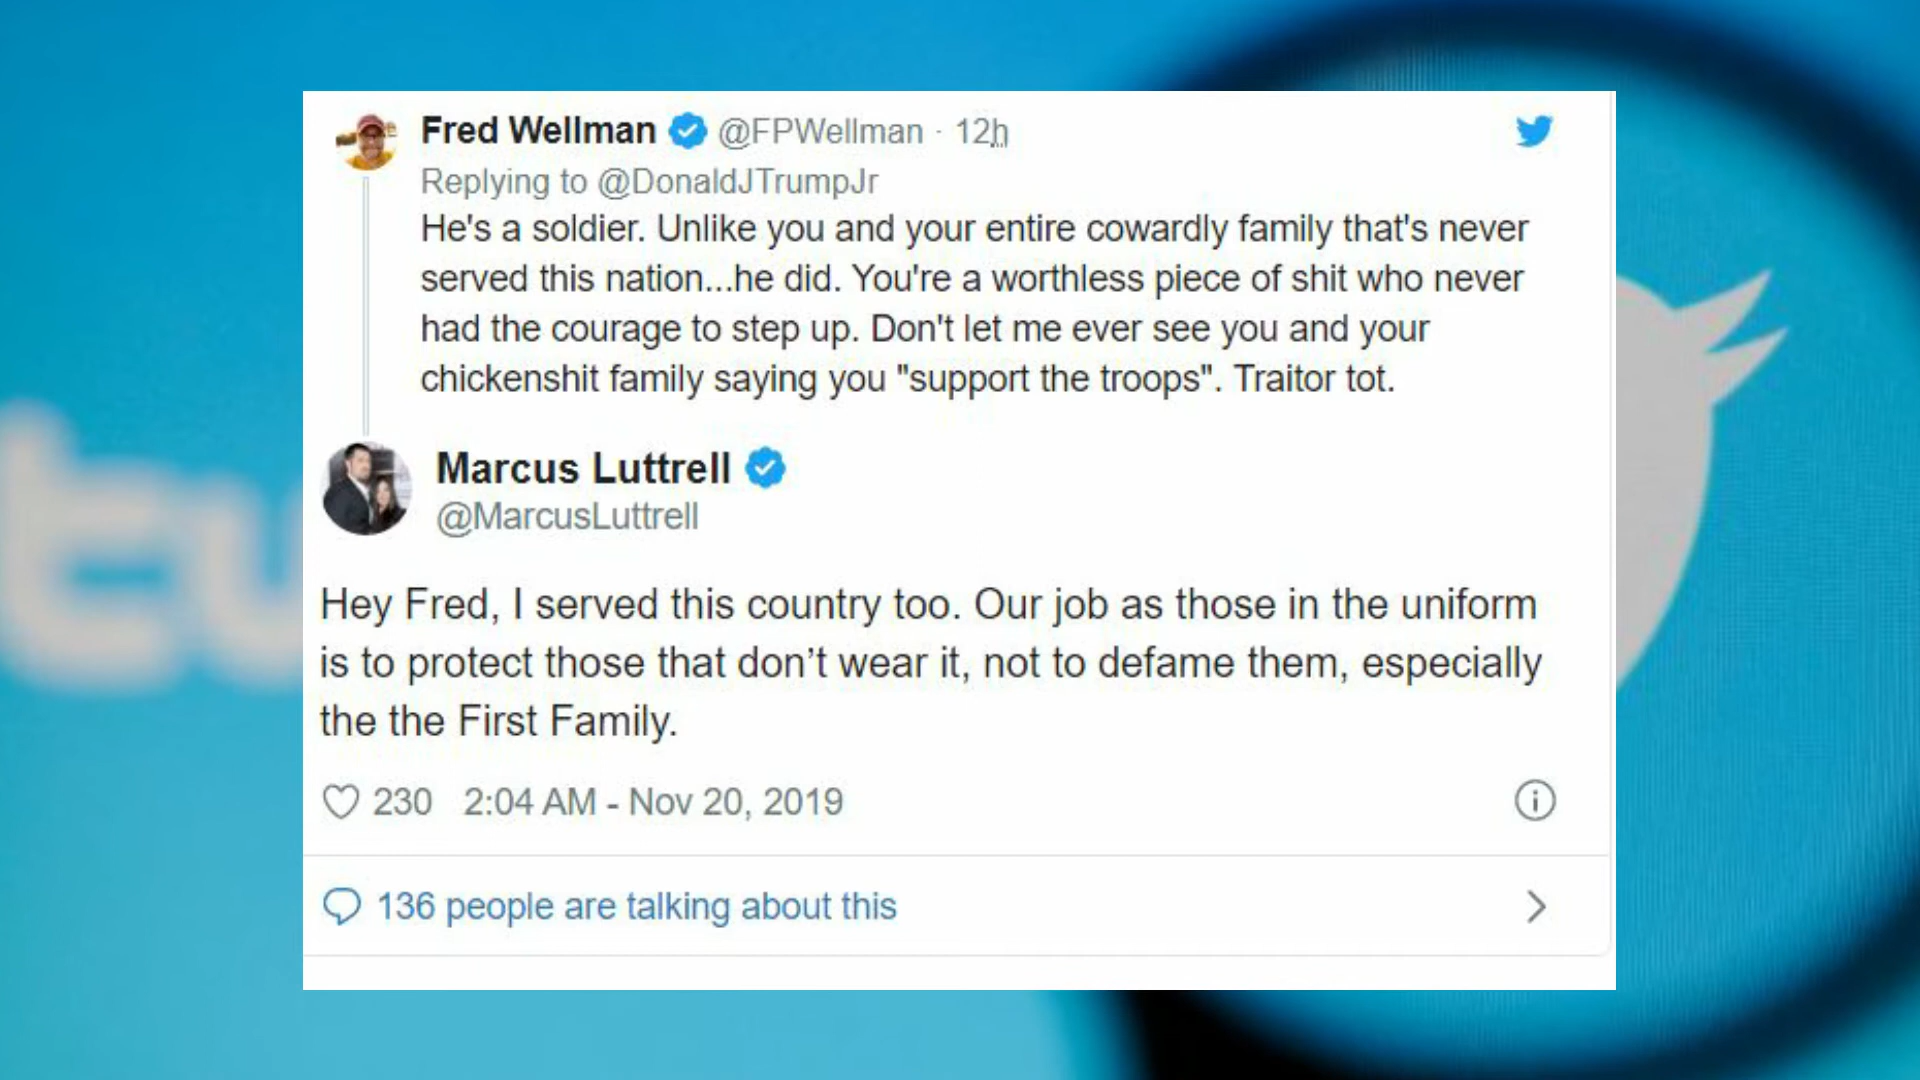 Fred Wellman @FPWellman · 12h
Replying to @DonaldJTrumpJr
He's a soldier. Unlike you and your entire cowardly family that's never
served this nation...he did. You're a worthless piece of shit who never
had the courage to step up. Don't let me ever see you and your
chickenshit family saying you "support the troops". Traitor tot.
Marcus Luttrell
@MarcusLuttrell
Hey Fred, I served this country too. Our job as those in the uniform
is to protect those that don’t wear it, not to defame them, especially
the the First Family.
230 2:04 AM - Nov 20, 2019
136 people are talking about this
tw